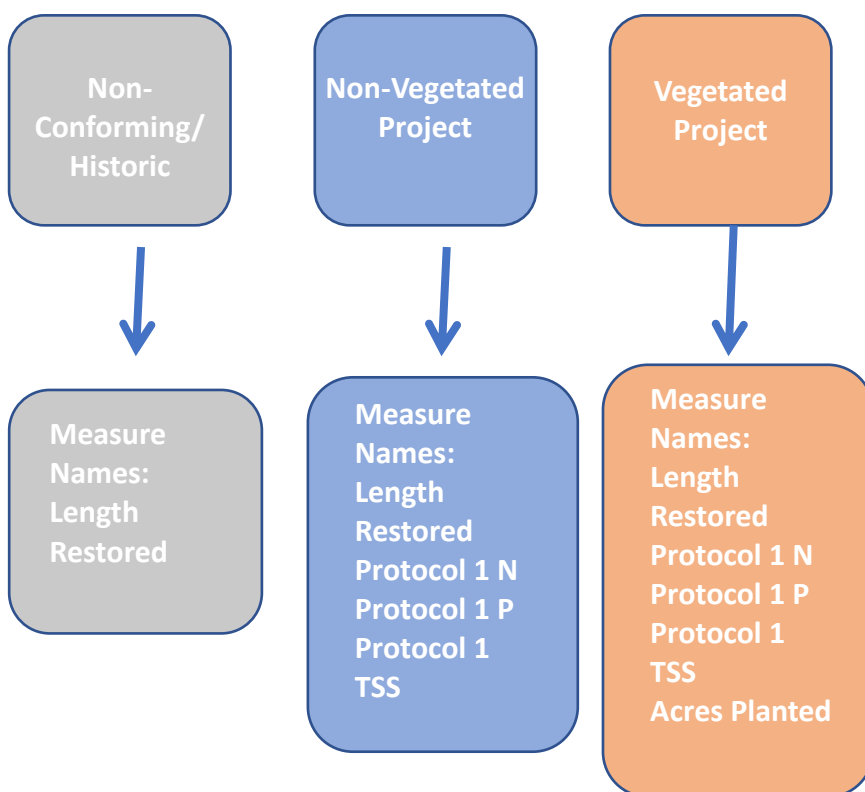 Non-
Conforming/
Historic
Non-Vegetated
Project
Vegetated
Project
Measure
Names:
Length
Restored
Measure
Names:
Length
Restored
Protocol 1 N
Protocol 1 P
Protocol 1
TSS
Measure
Names:
Length
Restored
Protocol 1 N
Protocol 1 P
Protocol 1
TSS
Acres Planted